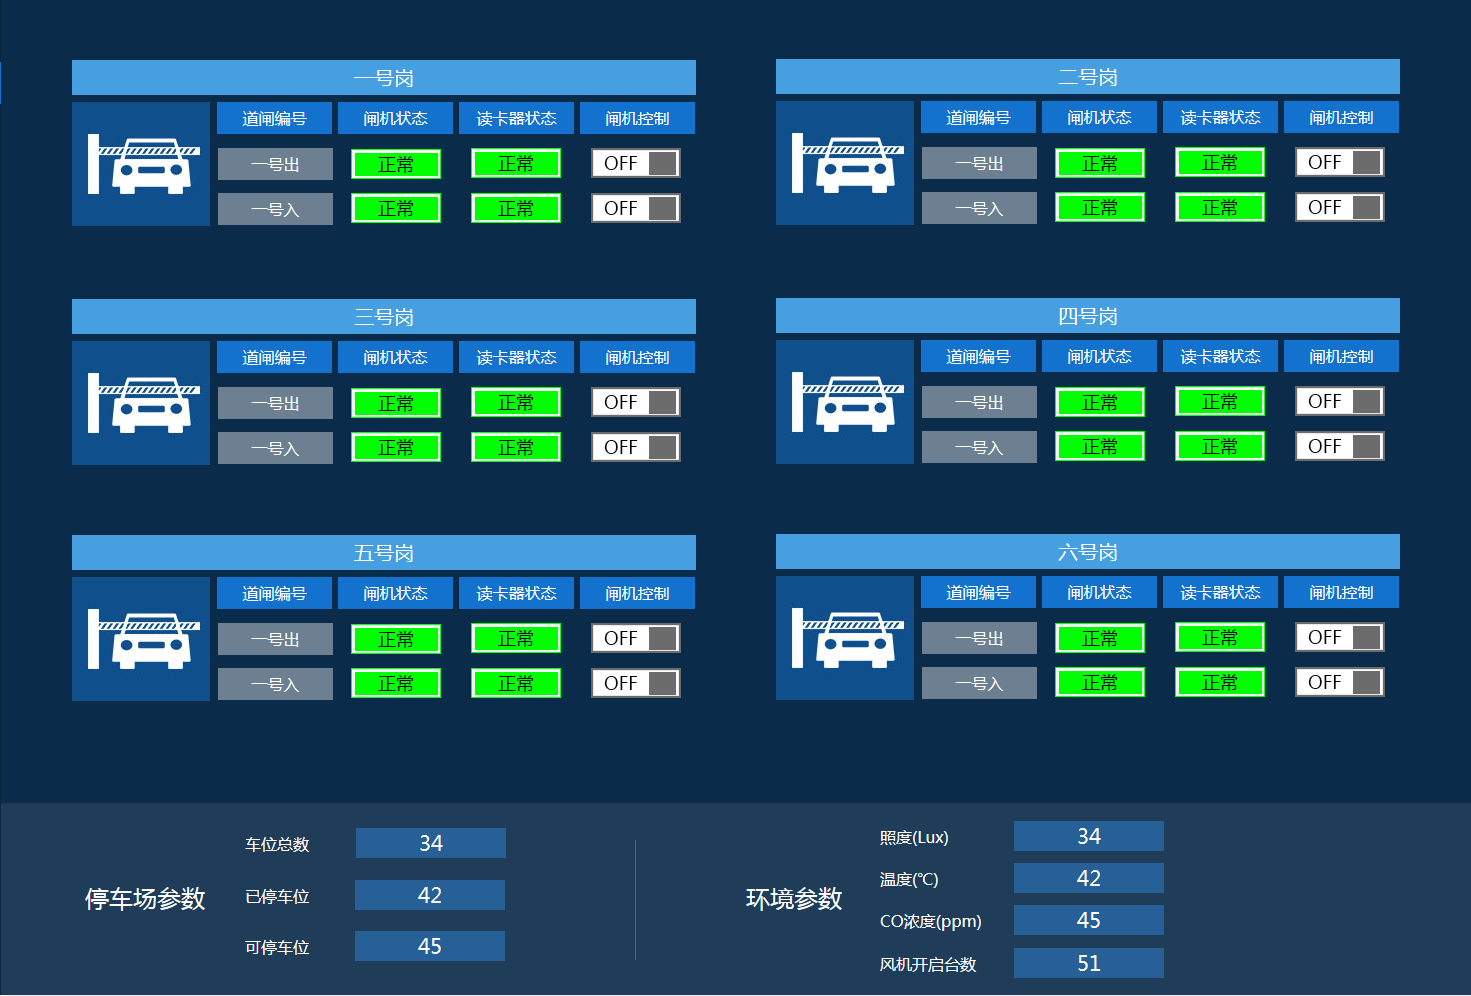 一号岗
道闸编号 闸机状态 读卡器状态 闸机控制
一号出 正常 正常 OFF
一号入 正常 正常 OFF
二号岗
道闸编号 闸机状态 读卡器状态 闸机控制
一号出 正常 正常 OFF
一号入 正常 正常 OFF
三号岗
道闸编号 闸机状态 读卡器状态 闸机控制
一号出 正常 正常 OFF
一号入 正常 正常 OFF
四号岗
道闸编号 闸机状态 读卡器状态 闸机控制
一号出 正常 正常 OFF
一号入 正常 正常 OFF
五号岗
道闸编号 闸机状态 读卡器状态 闸机控制
一号出 正常 正常 OFF
一号入 正常 正常 OFF
六号岗
道闸编号 闸机状态 读卡器状态 闸机控制
一号出 正常 正常 OFF
一号入 正常 正常 OFF
停车场参数
车位总数 34
已停车位 42
可停车位 45
环境参数
照度(Lux) 34
温度(℃) 42
CO浓度(ppm) 45
风机开启台数 51